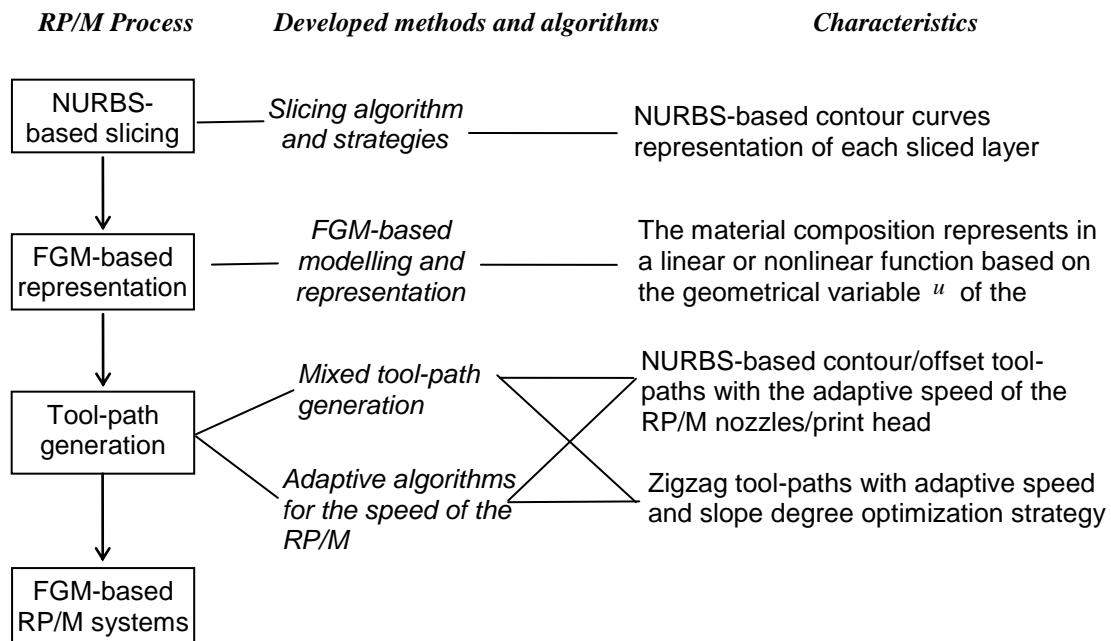 RP/M Process
Developed methods and algorithms
Characteristics
NURBS-
based slicing
Slicing algorithm
and strategies
NURBS-based contour curves
representation of each sliced layer
FGM-based
representation
FGM-based
modelling and
representation
The material composition represents in
a linear or nonlinear function based on
the geometrical variable u of the
Tool-path
generation
Mixed tool-path
generation
NURBS-based contour/offset tool-
paths with the adaptive speed of the
RP/M nozzles/print head
Adaptive algorithms
for the speed of the
RP/M
Zigzag tool-paths with adaptive speed
and slope degree optimization strategy
FGM-based
RP/M systems